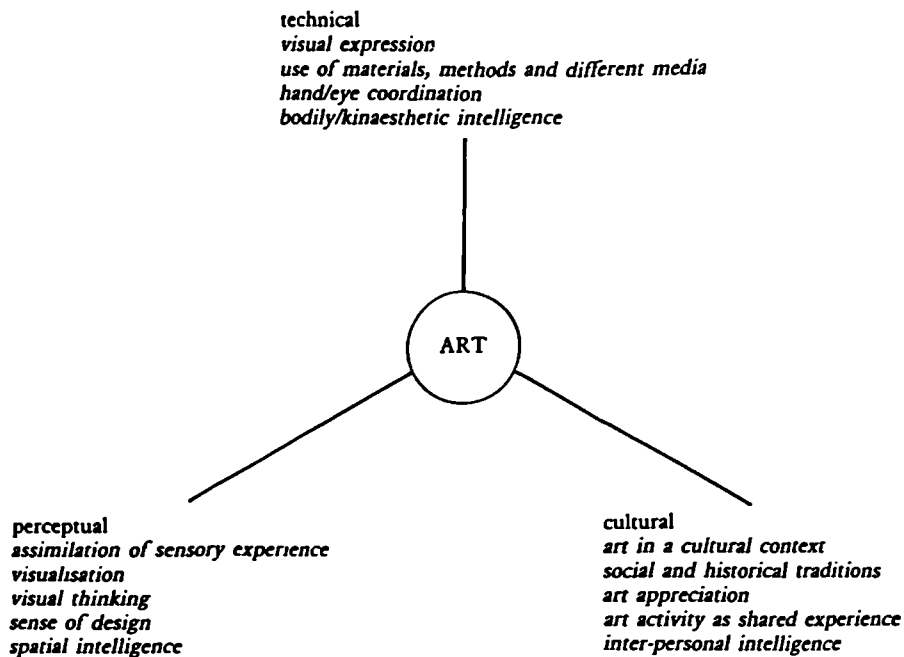 technical
visual expression
use of materials, methods and different media
hand/eye coordination
bodily/kinaesthetic intelligence
ART
perceptual
assimilation of sensory experience
visualisation
visual thinking
sense of design
spatial intelligence
cultural
art in a cultural context
social and historical traditions
art appreciation
art activity as shared experience
inter-personal intelligence